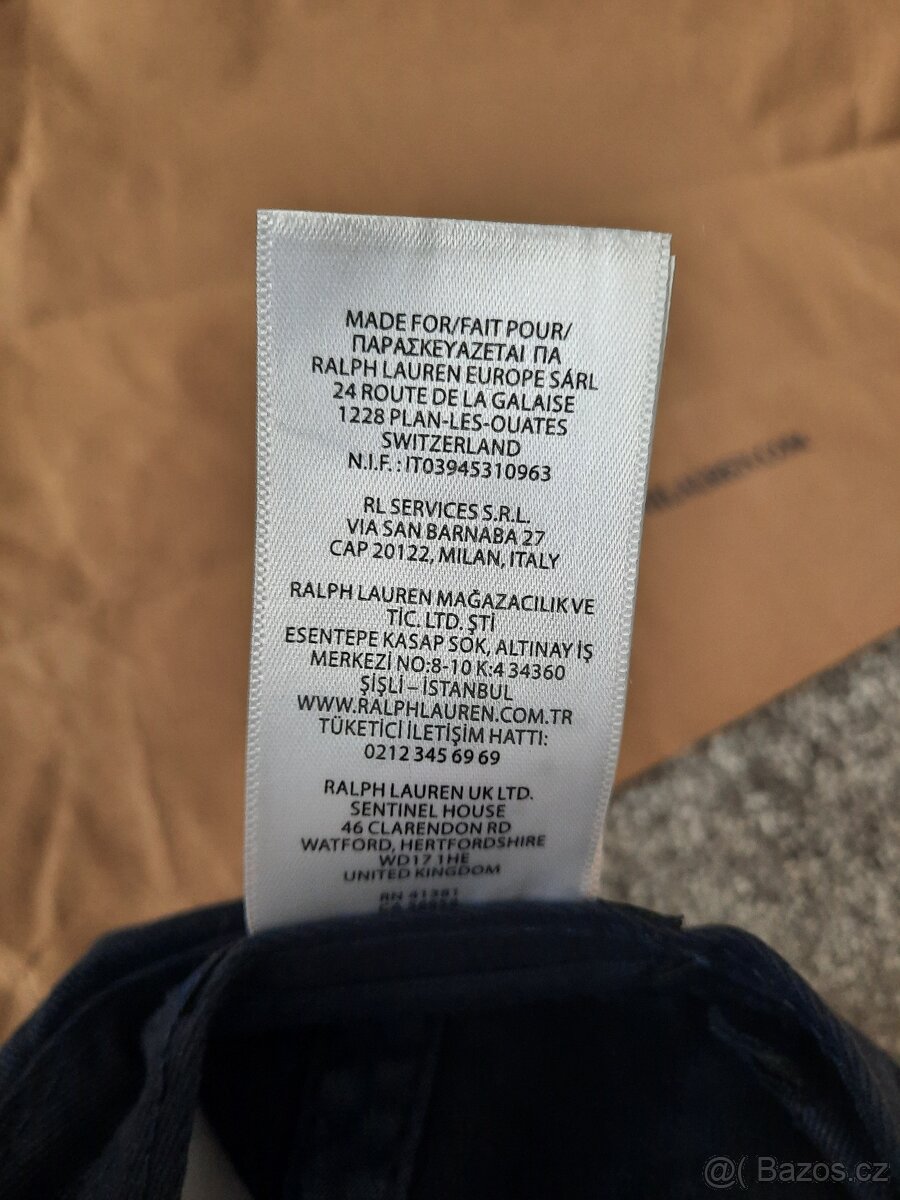 MADE FOR/FAIT POUR/
ΠΑΡΑΣΚΕΥΑΖΕΤΑΙ ΠΑ
RALPH LAUREN EUROPE SÁRL
24 ROUTE DE LA GALAISE
1228 PLAN-LES-OUATES
SWITZERLAND
N.I.F. : IT03945310963
RL SERVICES S.R.L.
VIA SAN BARNABA 27
CAP 20122, MILAN, ITALY
RALPH LAUREN MAĞAZACILIK VE
TİC. LTD. ŞTİ
ESENTEPE KASAP SOK, ALTINAY İŞ
MERKEZİ NO:8-10 K:4 34360
ŞİŞLİ – İSTANBUL
WWW.RALPHLAUREN.COM.TR
TÜKETİCİ İLETİŞİM HATTI:
0212 345 69 69
RALPH LAUREN UK LTD.
SENTINEL HOUSE
46 CLARENDON RD
WATFORD, HERTFORDSHIRE
WD17 1HE
UNITED KINGDOM
RN 41381
@( Bazos.cz